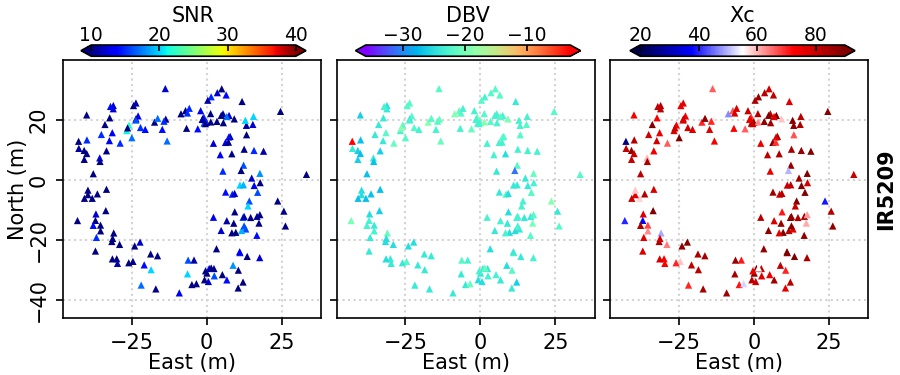 SNR DBV Xc
10 20 30 40 −30 −20 −10 20 40 60 80
20
0
−20
−40
North (m)
−25 0 25 −25 0 25 −25 0 25
East (m) East (m) East (m)
IR5209